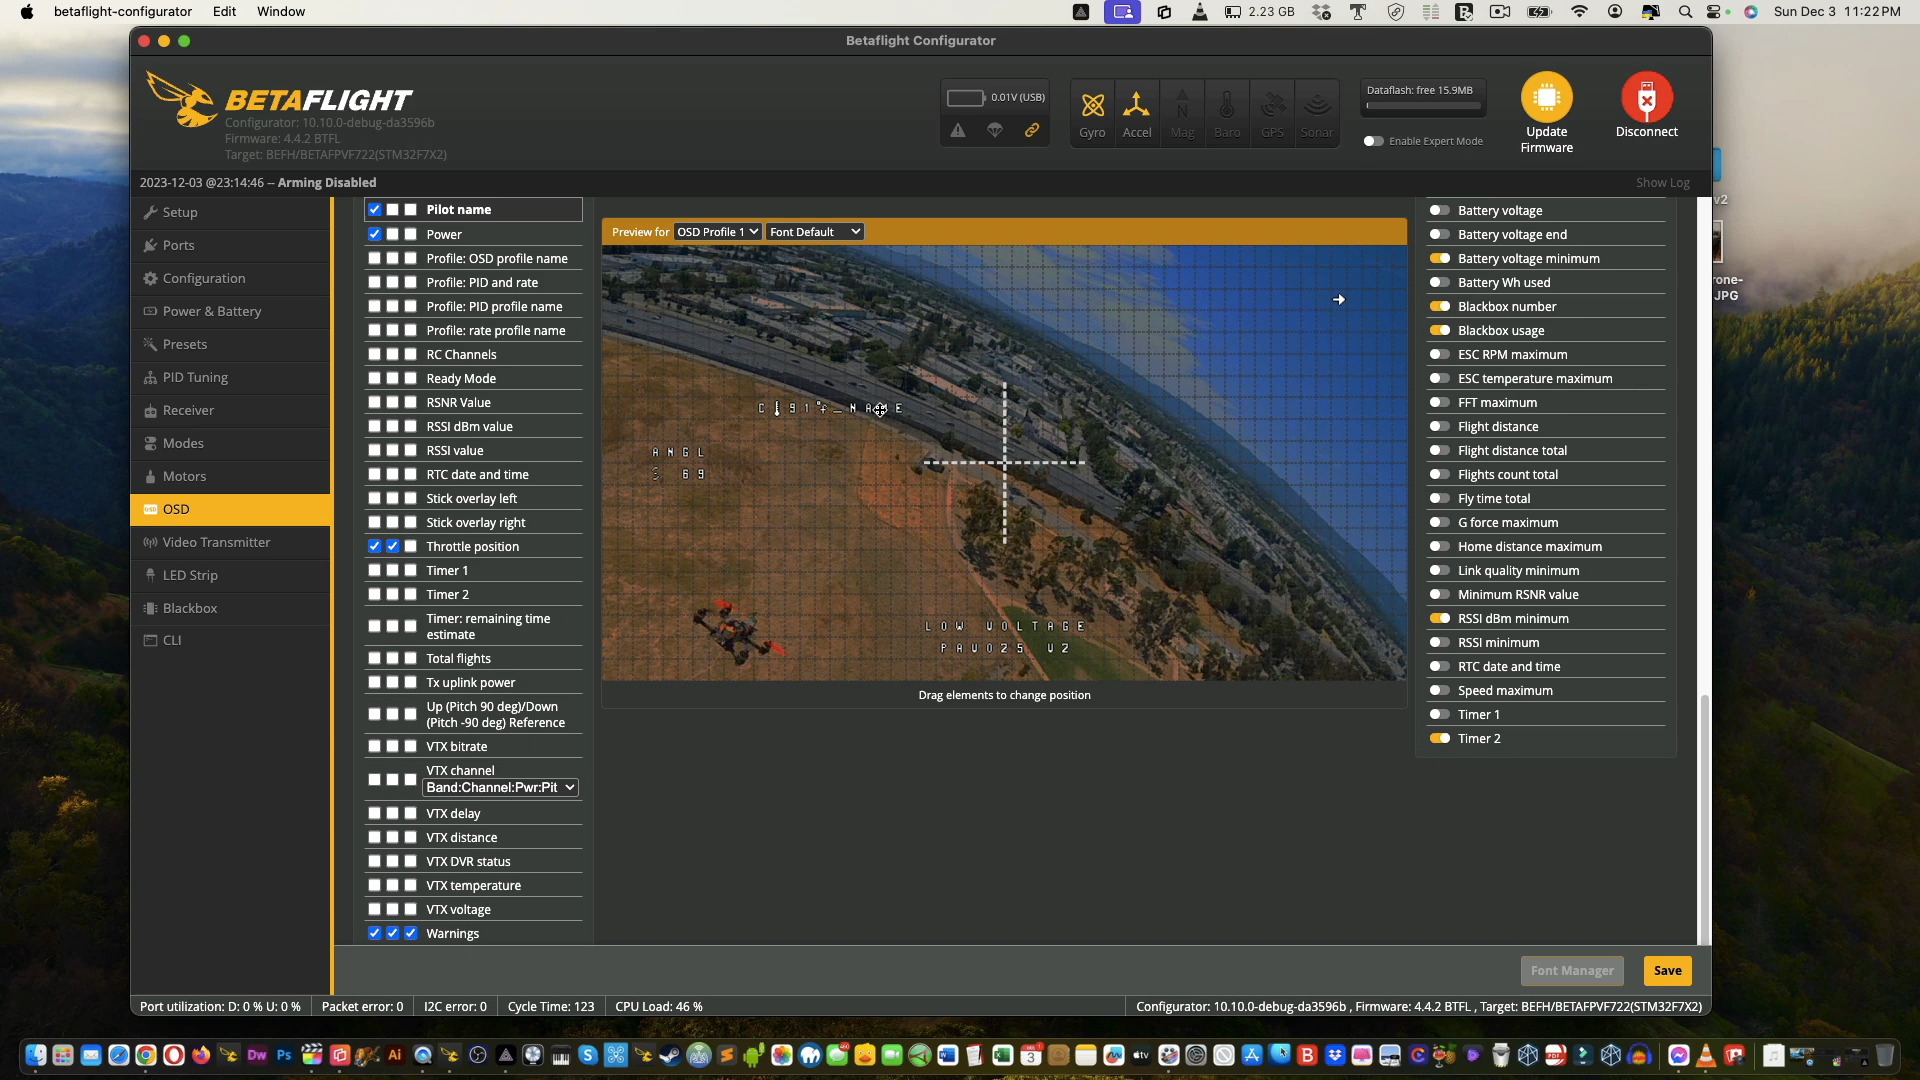 betaflight-configurator Edit Window
2.23 GB
Sun Dec 3 11:22 PM
Betaflight Configurator
BETAFLIGHT
Configurator: 10.10.0-debug-da3596b
Firmware: 4.4.2 BTFL
Target: BEFH/BETAFPVF722(STM32F7X2)
0.01V (USB)
Gyro Accel Mag Baro GPS Sonar
Dataflash: free 15.9MB
Enable Expert Mode
Update Firmware
Disconnect
2023-12-03 @23:14:46 -- Arming Disabled
Show Log
v2
one-
.JPG
Setup
Ports
Configuration
Power & Battery
Presets
PID Tuning
Receiver
Modes
Motors
OSD
Video Transmitter
LED Strip
Blackbox
CLI
Pilot name
Power
Profile: OSD profile name
Profile: PID and rate
Profile: PID profile name
Profile: rate profile name
RC Channels
Ready Mode
RSNR Value
RSSI dBm value
RSSI value
RTC date and time
Stick overlay left
Stick overlay right
Throttle position
Timer 1
Timer 2
Timer: remaining time
estimate
Total flights
Tx uplink power
Up (Pitch 90 deg)/Down
(Pitch -90 deg) Reference
VTX bitrate
VTX channel
Band:Channel:Pwr:Pit
VTX delay
VTX distance
VTX DVR status
VTX temperature
VTX voltage
Warnings
Preview for OSD Profile 1 Font Default
ANGL
69
LOW VOLTAGE
PAVO25 V2
Drag elements to change position
Battery voltage
Battery voltage end
Battery voltage minimum
Battery Wh used
Blackbox number
Blackbox usage
ESC RPM maximum
ESC temperature maximum
FFT maximum
Flight distance
Flight distance total
Flights count total
Fly time total
G force maximum
Home distance maximum
Link quality minimum
Minimum RSNR value
RSSI dBm minimum
RSSI minimum
RTC date and time
Speed maximum
Timer 1
Timer 2
Font Manager
Save
Port utilization: D: 0 % U: 0 % Packet error: 0 I2C error: 0 Cycle Time: 123 CPU Load: 46 %
Configurator: 10.10.0-debug-da3596b , Firmware: 4.4.2 BTFL , Target: BEFH/BETAFPVF722(STM32F7X2)